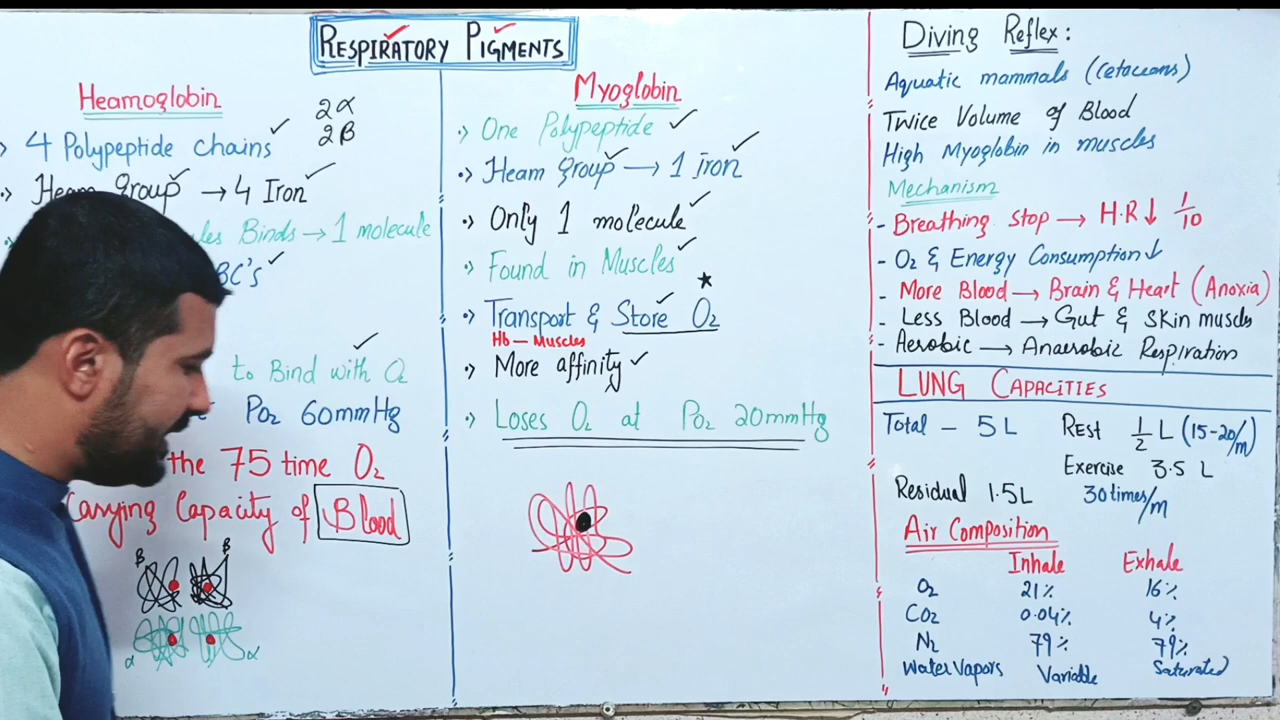 RESPIRATORY PIGMENTS
Heamoglobin
2α
2β
4 Polypeptide chains
Heam group → 4 Iron
Binds → 1 molecule
BC's
to Bind with O2
PO2 60mmHg
the 75 time O2
Carrying Capacity of Blood
β β
α α
Myoglobin
One Polypeptide
Heam group → 1 iron
Only 1 molecule
Found in Muscles
Transport & Store O2
Hb — Muscles
More affinity
Loses O2 at PO2 20mmHg
Diving Reflex:
Aquatic mammals (Cetaceans)
Twice Volume of Blood
High Myoglobin in muscles
Mechanism
- Breathing stop → H.R↓ 1/10
- O2 & Energy Consumption↓
- More Blood → Brain & Heart (Anoxia)
- Less Blood → Gut & Skin muscles
- Aerobic → Anaerobic Respiration
LUNG CAPACITIES
Total - 5L
REST 1/2 L (15-20/m)
Exercise 3.5 L
Residual 1.5L
30times/m
Air Composition
Inhale Exhale
O2 21% 16%
CO2 0.04% 4%
N2 79% 79%
Water Vapors Variable Saturated